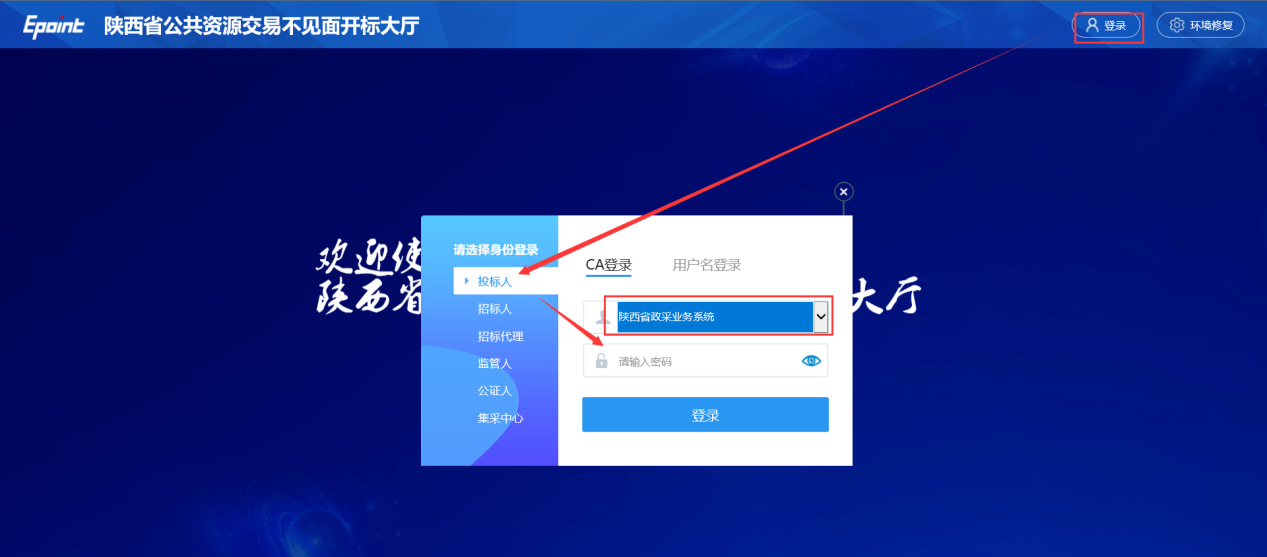 Epoint 陕西省公共资源交易不见面开标大厅
登录
环境修复
欢迎使
陕西省
大厅
请选择身份登录
投标人
招标人
招标代理
监管人
公证人
集采中心
CA登录
用户名登录
陕西省政采业务系统
请输入密码
登录